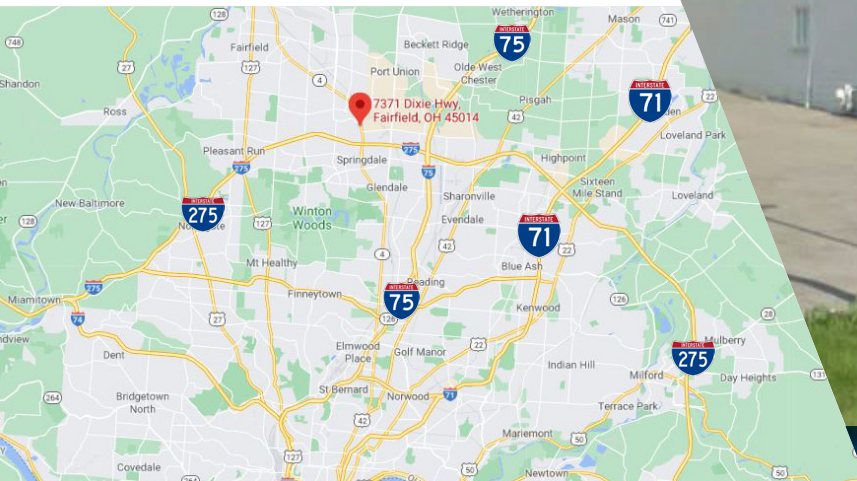 Wetherington
128
Mason
741
INTERSTATE
75
748
Fairfield
Beckett Ridge
27
127
Olde West
Chester
Port Union
4
Shandon
INTERSTATE
71
22
7371 Dixie Hwy,
Fairfield, OH 45014
Pisgah
Ross
42
Loveland Park
Pleasant Run
275
Springdale
275
Highpoint
75
Glendale
Sixteen
Mile Stand
Sharonville
Loveland
New Baltimore
INTERSTATE
275
Winton
Woods
128
127
Evendale
INTERSTATE
71
42
22
4
Mt Healthy
Blue Ash
275
Reading
INTERSTATE
75
Finneytown
Miamitown
126
Kenwood
74
27
126
28
Elmwood
Place
22
Golf Manor
Mulberry
INTERSTATE
275
Dent
Indian Hill
Milford
Day Heights
131
St Bernard
Norwood
71
264
Bridgetown
North
Terrace Park
42
Mariemont
50
127
Covedale
264
50
Newtown
50